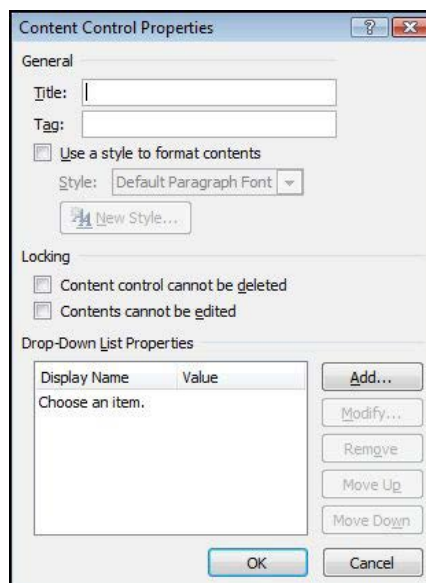 Content Control Properties
General
Title:
Tag:
Use a style to format contents
Style: Default Paragraph Font
New Style...
Locking
Content control cannot be deleted
Contents cannot be edited
Drop-Down List Properties
Display Name Value Add...
Choose an item.
Modify...
Remove
Move Up
Move Down
OK Cancel